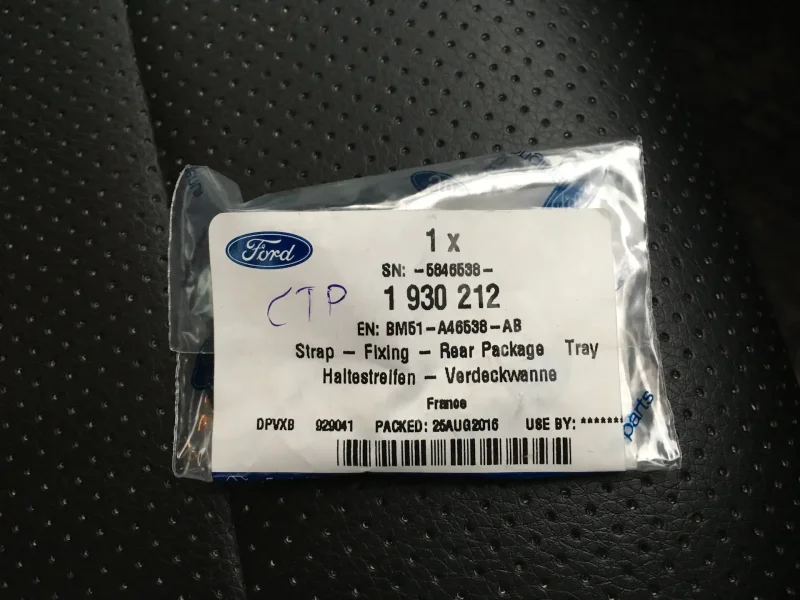 1 x
Ford
SN: -5846538-
CTP 1 930 212
EN: BM51-A46538-AB
Strap - Fixing - Rear Package Tray
Haltestreifen - Verdeckwanne
France
DPVXB 929041 PACKED: 25AUG2016 USE BY: *******
parts